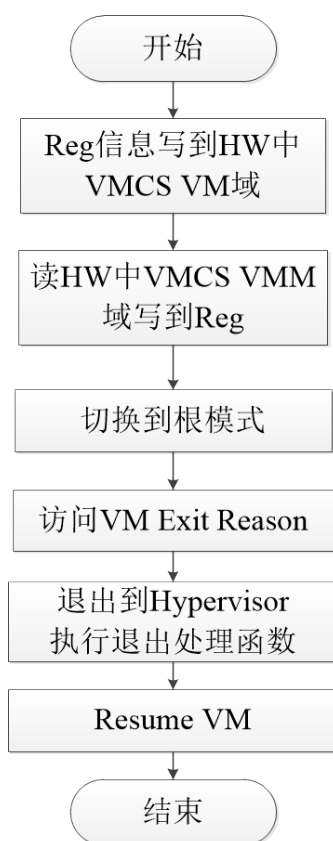 开始
Reg信息写到HW中
VMCS VM域
读HW中VMCS VMM
域写到Reg
切换到根模式
访问VM Exit Reason
退出到Hypervisor
执行退出处理函数
Resume VM
结束